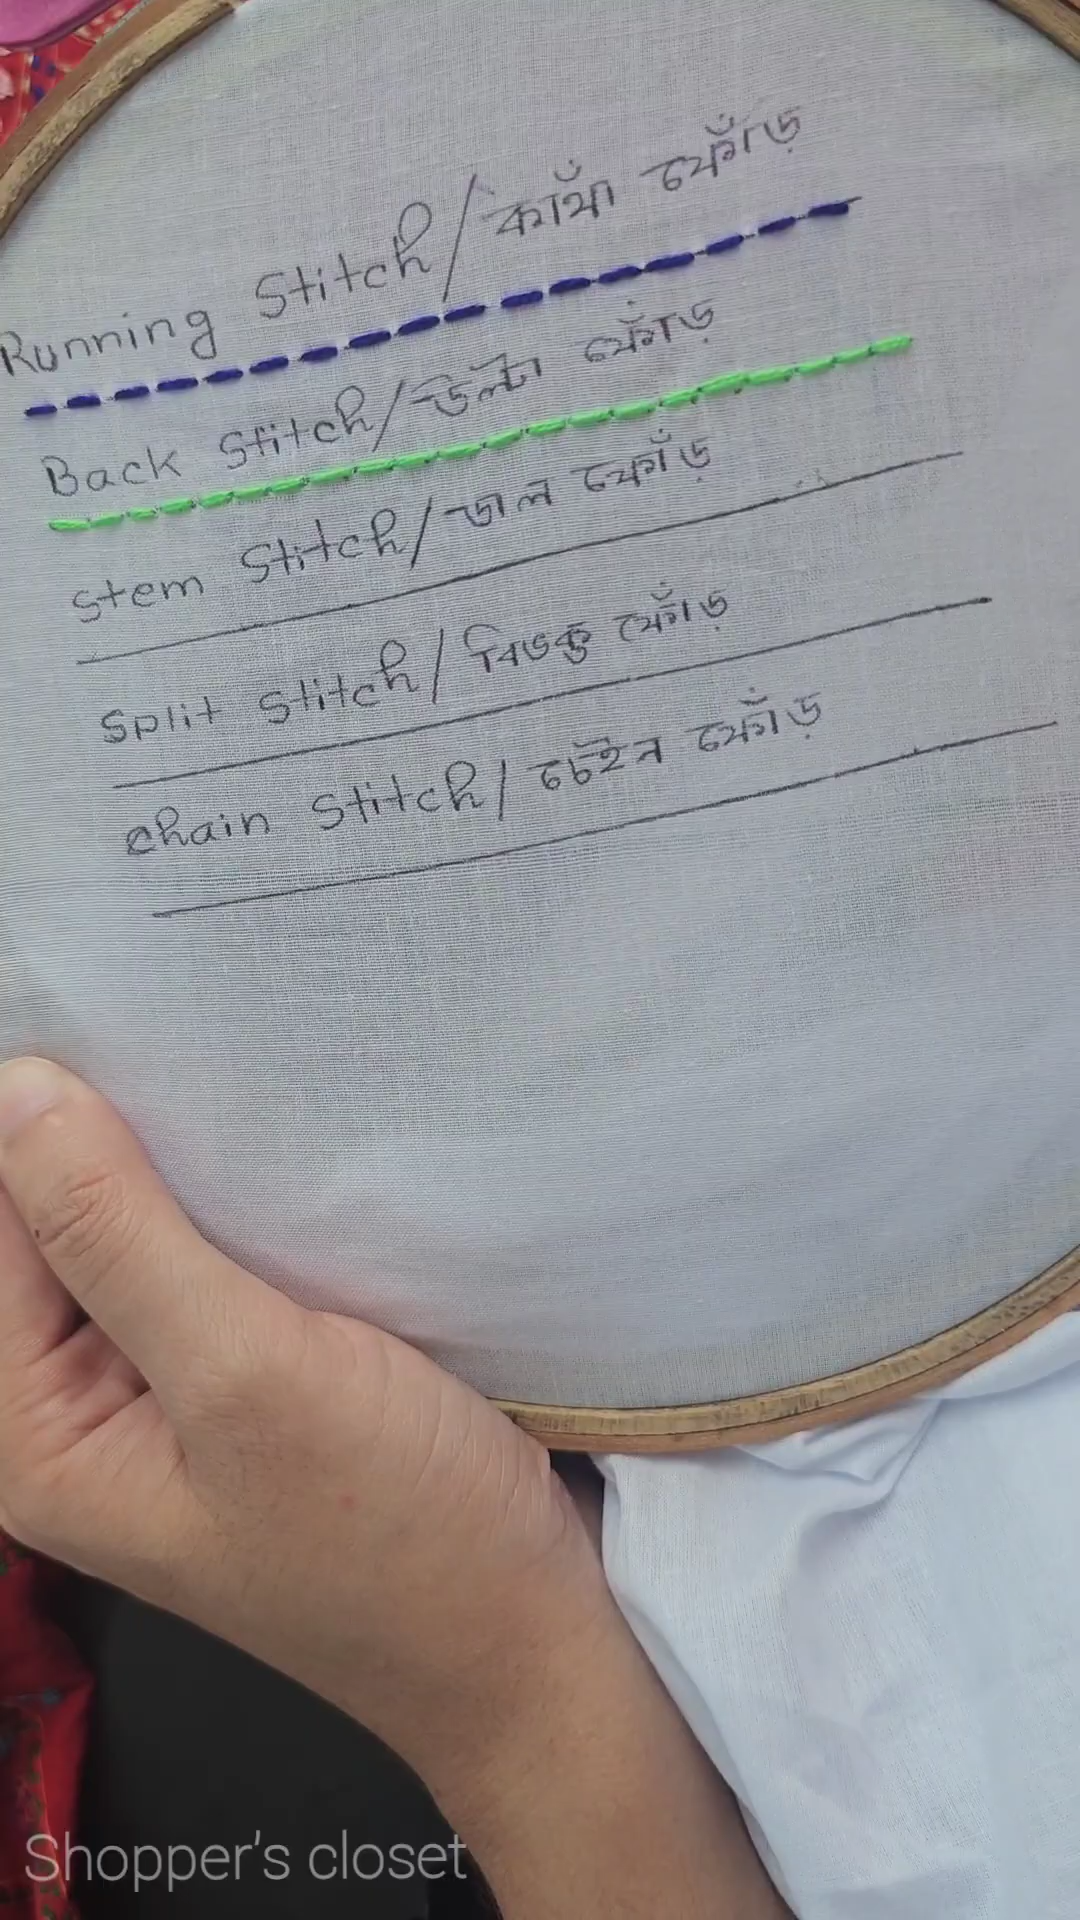 Running Stitch/কাথাঁ ফোঁড়
Back Stitch/উল্টা ফোঁড়
Stem Stitch/ডাল ফোঁড়
Split Stitch/বিভক্ত ফোঁড়
Chain Stitch/চেইন ফোঁড়
Shopper's closet